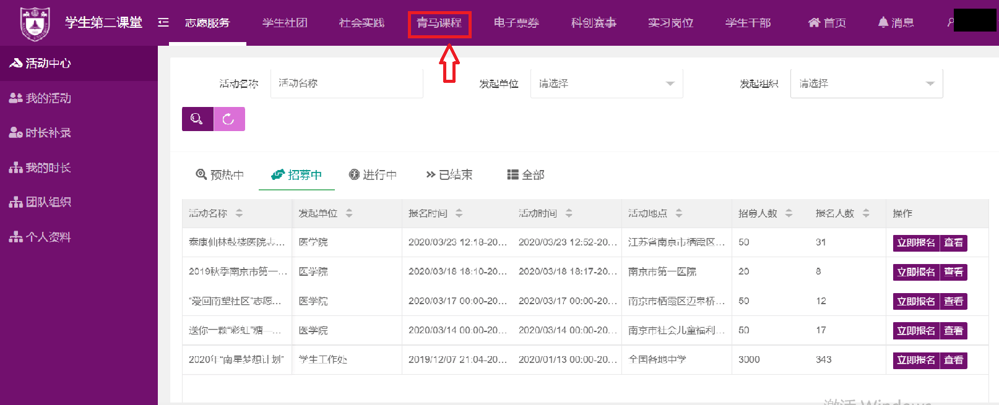 学生第二课堂 志愿服务 学生社团 社会实践 青马课程 电子票券 科创赛事 实习岗位 学生干部 首页 消息
活动中心
我的活动
时长补录
我的时长
团队组织
个人资料
活动名称 活动名称 发起单位 请选择 发起组织 请选择
预热中 招募中 进行中 已结束 全部
活动名称 发起单位 报名时间 活动时间 活动地点 招募人数 报名人数 操作
泰康仙林鼓楼医院志... 医学院 2020/03/23 12:18-20... 2020/03/23 12:52-20... 江苏省南京市栖霞区... 50 31 立即报名 查看
2019秋季南京市第一... 医学院 2020/03/18 18:10-20... 2020/03/18 18:17-20... 南京市第一医院 20 8 立即报名 查看
“爱回南塑社区”志愿... 医学院 2020/03/17 00:00-20... 2020/03/17 00:00-20... 南京市栖霞区迈皋桥... 50 12 立即报名 查看
送你一颗“彩虹”糖—... 医学院 2020/03/14 00:00-20... 2020/03/14 00:00-20... 南京市社会儿童福利... 50 17 立即报名 查看
2020年“南星梦想计划” 学生工作处 2019/12/07 21:04-20... 2020/01/13 00:00-20... 全国各地中学 3000 343 立即报名 查看
激活 Windows